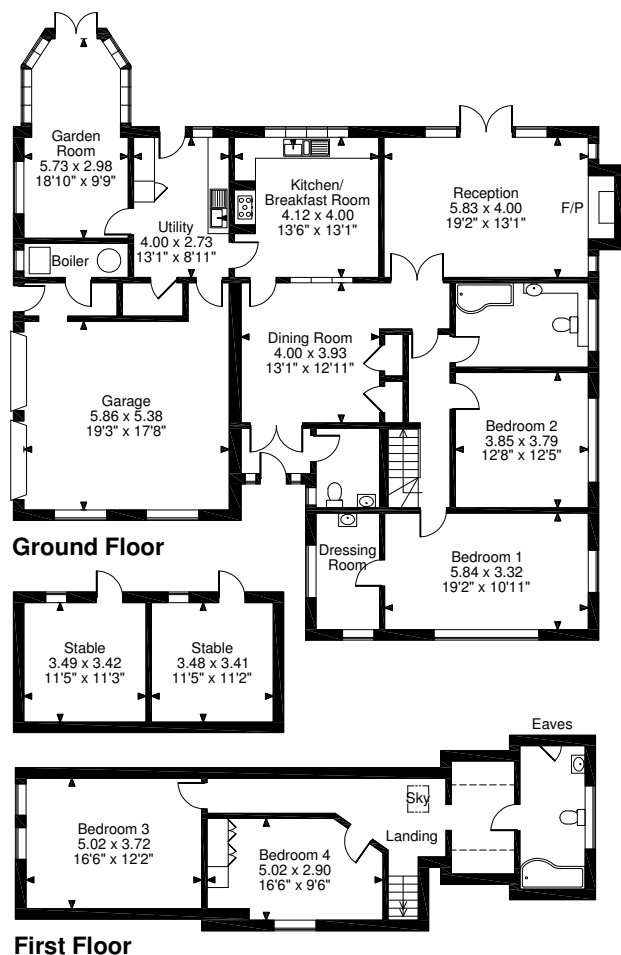 Garden
Room
5.73 x 2.98
18'10" x 9'9"
Utility
4.00 x 2.73
13'1" x 8'11"
Kitchen/
Breakfast Room
4.12 x 4.00
13'6" x 13'1"
Reception
5.83 x 4.00
19'2" x 13'1"
F/P
Boiler
Dining Room
4.00 x 3.93
13'1" x 12'11"
Garage
5.86 x 5.38
19'3" x 17'8"
Bedroom 2
3.85 x 3.79
12'8" x 12'5"
Ground Floor
Dressing
Room
Bedroom 1
5.84 x 3.32
19'2" x 10'11"
Stable
3.49 x 3.42
11'5" x 11'3"
Stable
3.48 x 3.41
11'5" x 11'2"
Eaves
Sky
Landing
Bedroom 3
5.02 x 3.72
16'6" x 12'2"
Bedroom 4
5.02 x 2.90
16'6" x 9'6"
First Floor